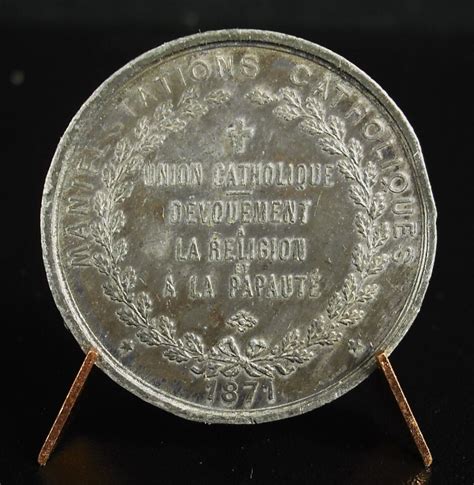 MANIFESTATIONS CATHOLIQUES
UNION CATHOLIQUE
DÉVOUEMENT
À
LA RELIGION
ET
À LA PAPAUTÉ
1871